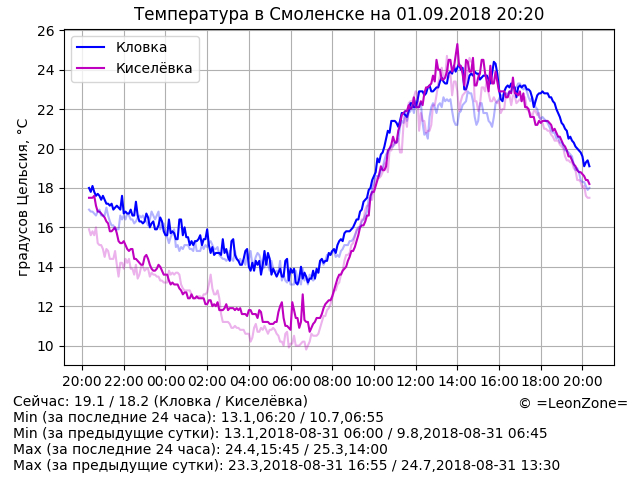 Температура в Смоленске на 01.09.2018 20:20
Кловка
Киселёвка
градусов Цельсия, °C
26
24
22
20
18
16
14
12
10
20:00 22:00 00:00 02:00 04:00 06:00 08:00 10:00 12:00 14:00 16:00 18:00 20:00
Сейчас: 19.1 / 18.2 (Кловка / Киселёвка)
© =LeonZone=
Min (за последние 24 часа): 13.1,06:20 / 10.7,06:55
Min (за предыдущие сутки): 13.1,2018-08-31 06:00 / 9.8,2018-08-31 06:45
Max (за последние 24 часа): 24.4,15:45 / 25.3,14:00
Max (за предыдущие сутки): 23.3,2018-08-31 16:55 / 24.7,2018-08-31 13:30